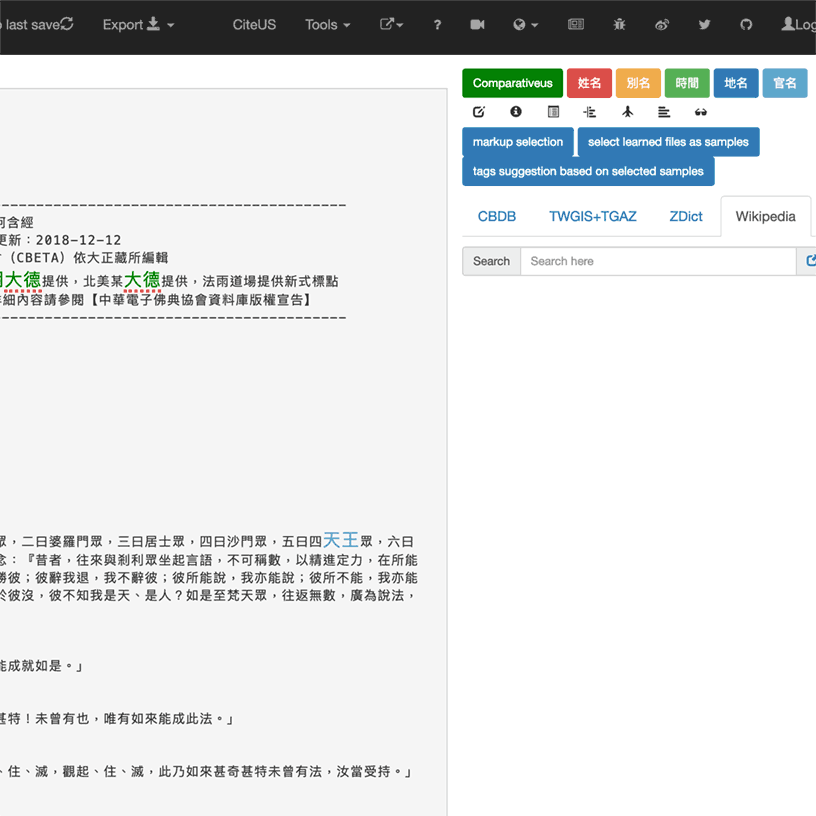 last save Export CiteUS Tools ? Log
Comparativeus 姓名 別名 時間 地名 官名
markup selection select learned files as samples
tags suggestion based on selected samples
CBDB TWGIS+TGAZ ZDict Wikipedia
Search Search here
----------------------------------------
阿含經
更新：2018-12-12
（CBETA）依大正藏所編輯
大德提供，北美某大德提供，法雨道場提供新式標點
細內容請參閱【中華電子佛典協會資料庫版權宣告】
----------------------------------------
眾，二曰婆羅門眾，三曰居士眾，四曰沙門眾，五曰四天王眾，六曰
念：『昔者，往來與剎利眾坐起言語，不可稱數，以精進定力，在所能
勝彼；彼辭我退，我不辭彼；彼所能說，我亦能說；彼所不能，我亦能
於彼沒，彼不知我是天、是人？如是至梵天眾，往返無數，廣為說法，
能成就如是。」
甚特！未曾有也，唯有如來能成此法。」
、住、滅，觀起、住、滅，此乃如來甚奇甚特未曾有法，汝當受持。」